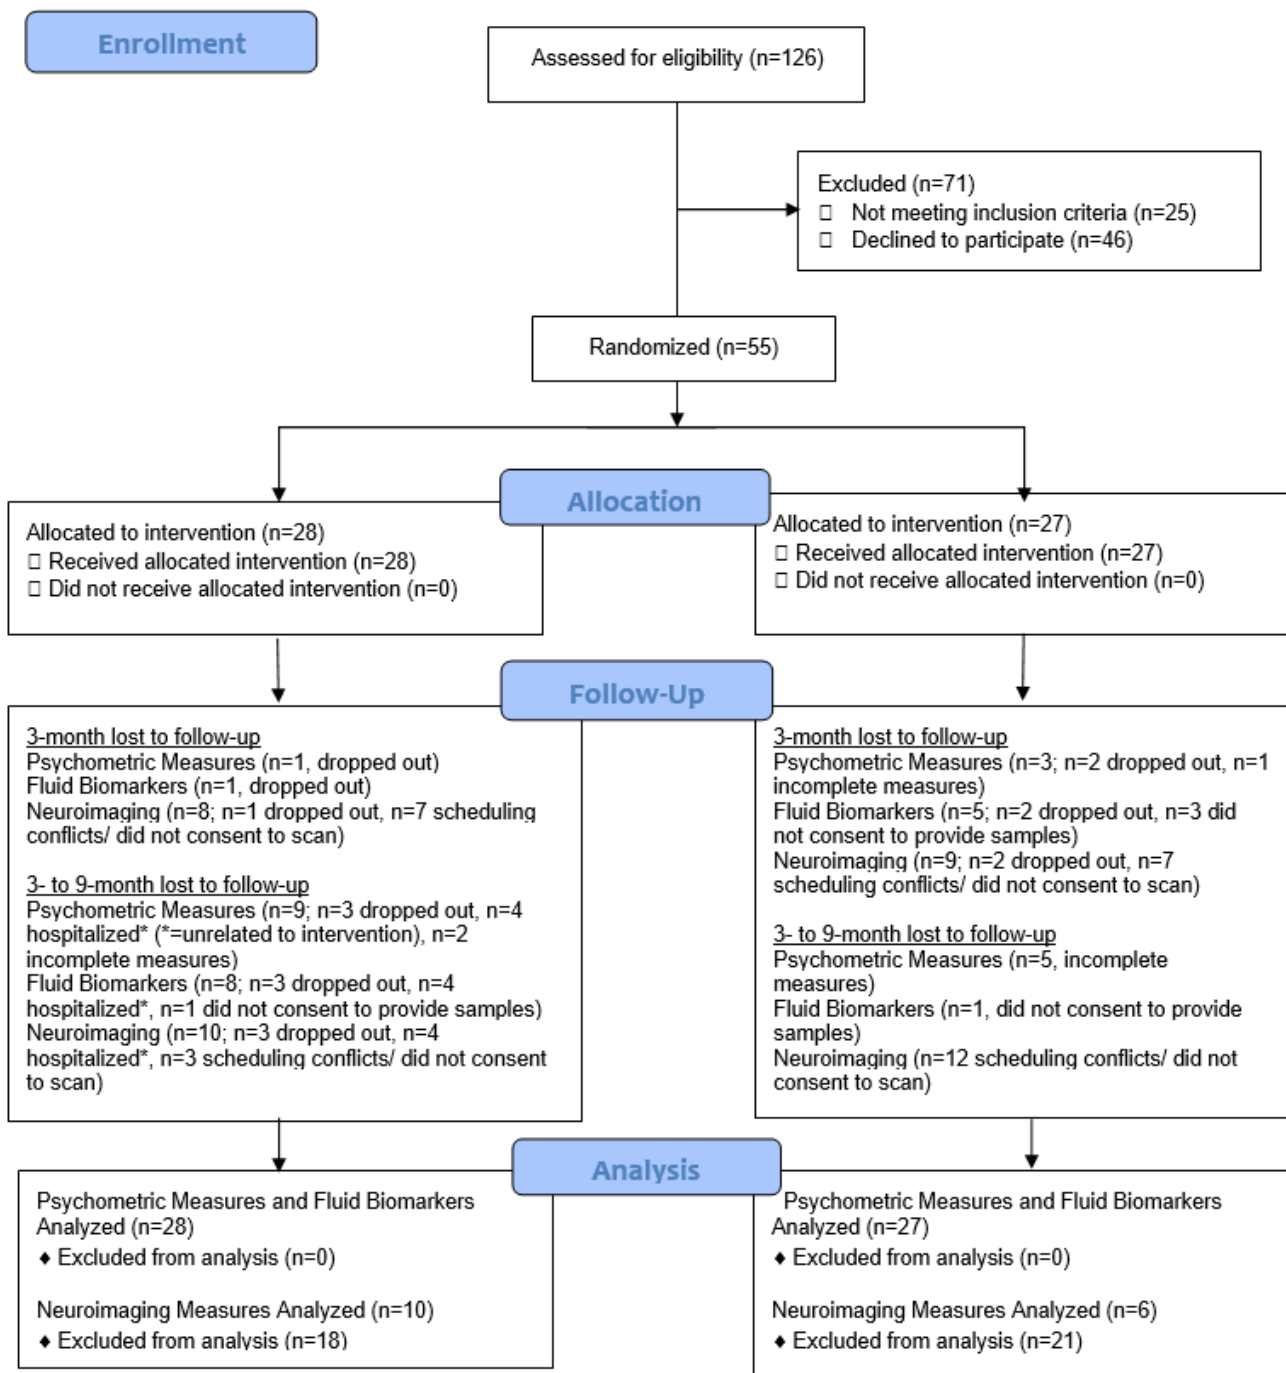 Enrollment
Assessed for eligibility (n=126)
Excluded (n=71)
□ Not meeting inclusion criteria (n=25)
□ Declined to participate (n=46)
Randomized (n=55)
Allocation
Allocated to intervention (n=28)
□ Received allocated intervention (n=28)
□ Did not receive allocated intervention (n=0)
Allocated to intervention (n=27)
□ Received allocated intervention (n=27)
□ Did not receive allocated intervention (n=0)
Follow-Up
3-month lost to follow-up
Psychometric Measures (n=1, dropped out)
Fluid Biomarkers (n=1, dropped out)
Neuroimaging (n=8; n=1 dropped out, n=7 scheduling
conflicts/ did not consent to scan)
3- to 9-month lost to follow-up
Psychometric Measures (n=9; n=3 dropped out, n=4
hospitalized* (*=unrelated to intervention), n=2
incomplete measures)
Fluid Biomarkers (n=8; n=3 dropped out, n=4
hospitalized*, n=1 did not consent to provide samples)
Neuroimaging (n=10; n=3 dropped out, n=4
hospitalized*, n=3 scheduling conflicts/ did not consent
to scan)
3-month lost to follow-up
Psychometric Measures (n=3; n=2 dropped out, n=1
incomplete measures)
Fluid Biomarkers (n=5; n=2 dropped out, n=3 did
not consent to provide samples)
Neuroimaging (n=9; n=2 dropped out, n=7
scheduling conflicts/ did not consent to scan)
3- to 9-month lost to follow-up
Psychometric Measures (n=5, incomplete
measures)
Fluid Biomarkers (n=1, did not consent to provide
samples)
Neuroimaging (n=12 scheduling conflicts/ did not
consent to scan)
Analysis
Psychometric Measures and Fluid Biomarkers
Analyzed (n=28)
♦ Excluded from analysis (n=0)
Neuroimaging Measures Analyzed (n=10)
♦ Excluded from analysis (n=18)
Psychometric Measures and Fluid Biomarkers
Analyzed (n=27)
♦ Excluded from analysis (n=0)
Neuroimaging Measures Analyzed (n=6)
♦ Excluded from analysis (n=21)